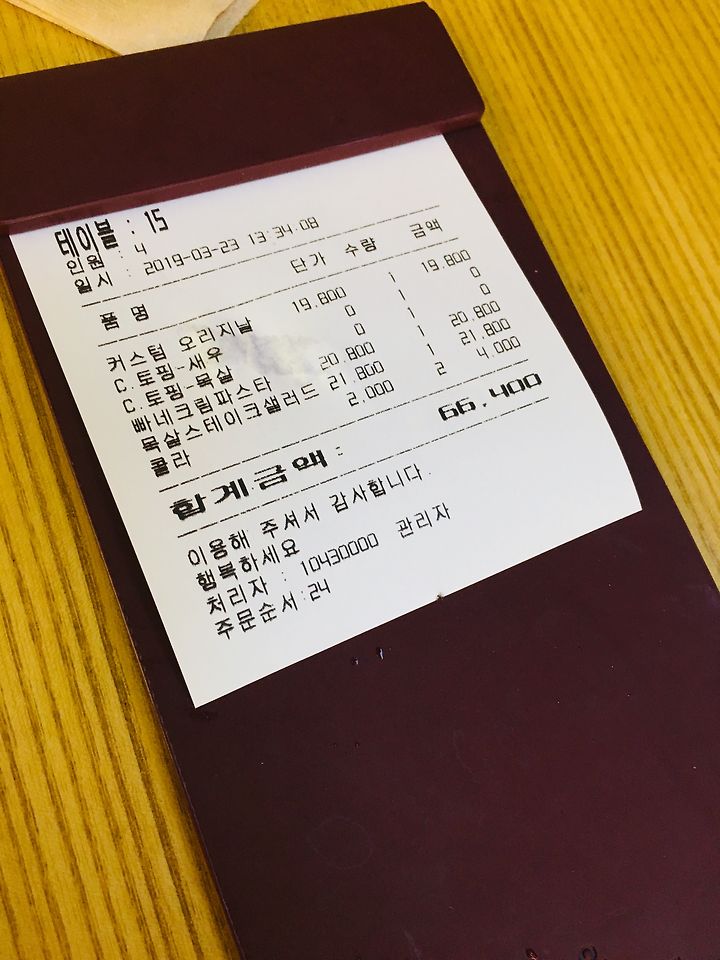 테이블 : 15
인원 : 4
일시 : 2019-03-23 13:34:08
품 명 단가 수량 금액
커스텀 오리지날 19,800 1 19,800
C.토핑-새우 0 1 0
C.토핑-목살 0 1 0
빠네크림파스타 20,800 1 20,800
목살스테이크샐러드 21,800 1 21,800
콜라 2,000 2 4,000
합계금액 : 66,400
이용해 주셔서 감사합니다.
행복하세요
처리자 : 10430000 관리자
주문순서:24